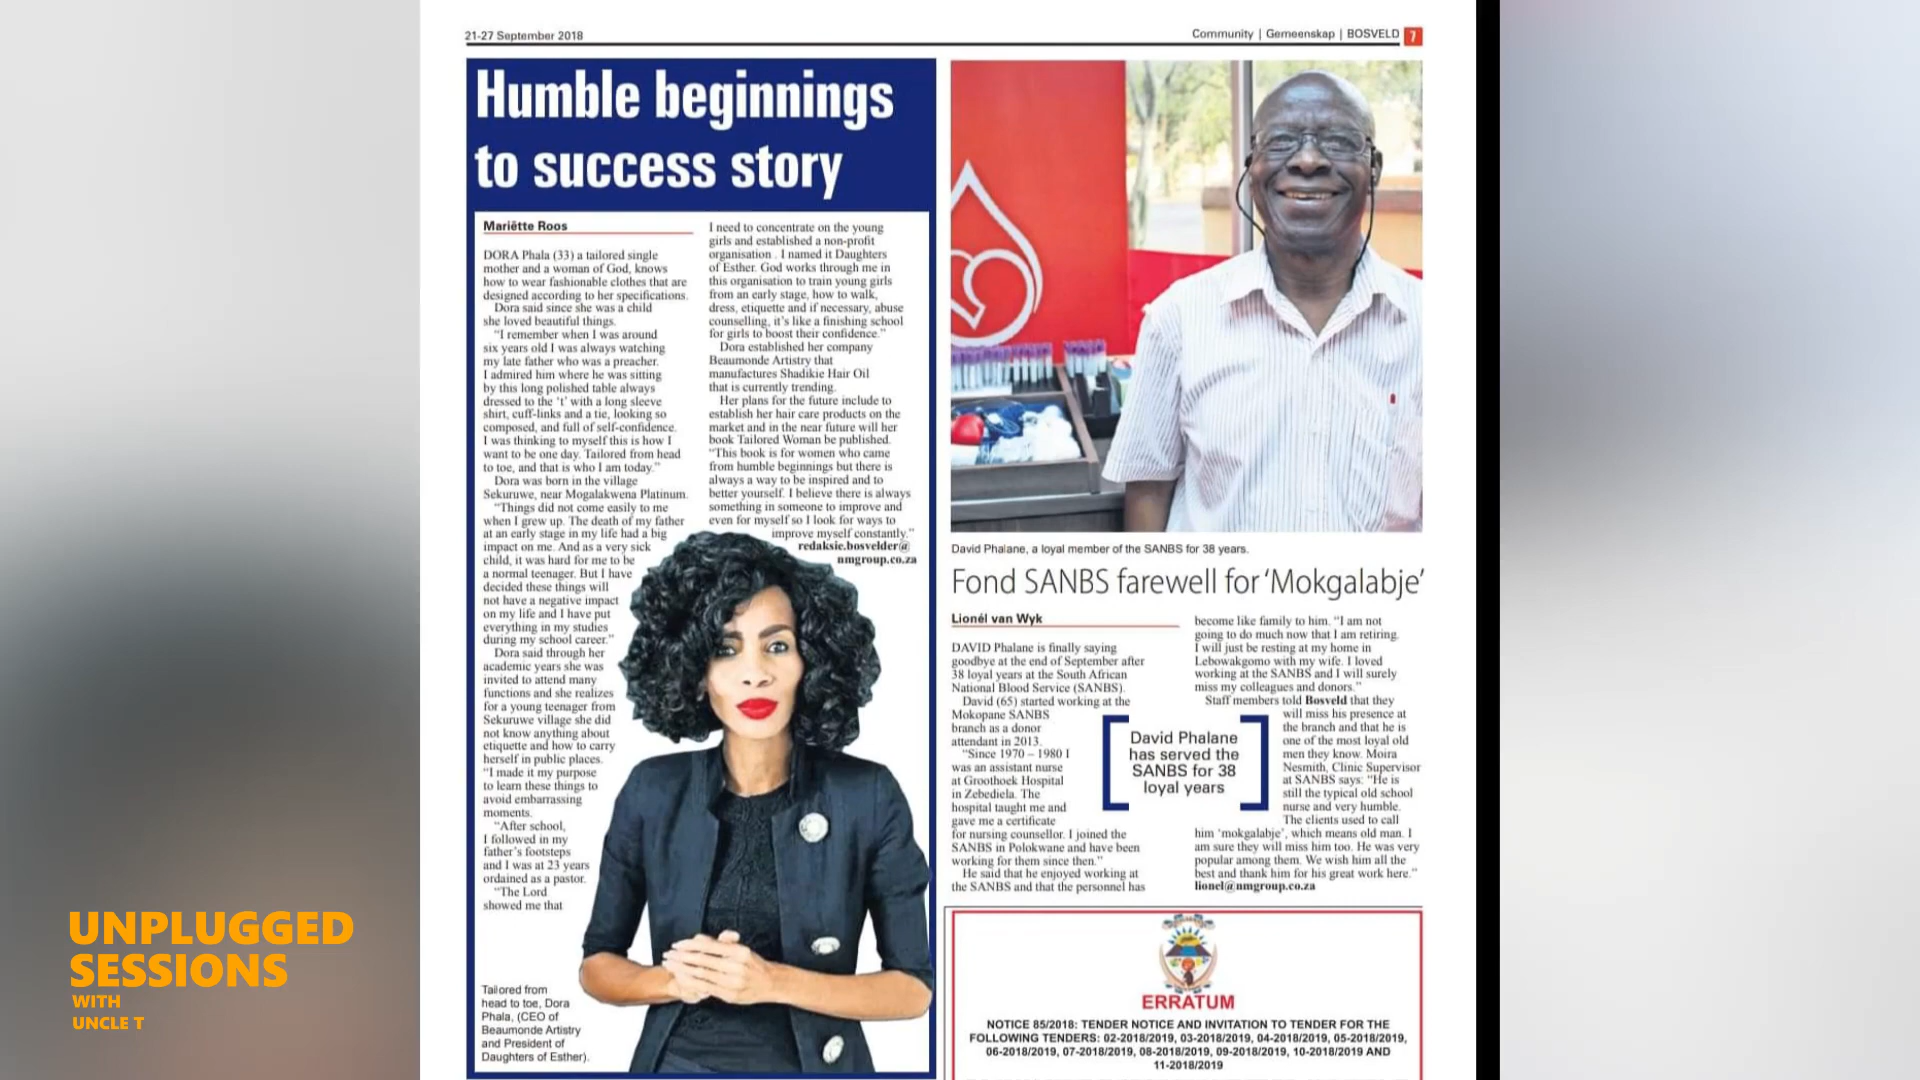 21-27 September 2018
Community | Gemeenskap | BOSVELD 7
Humble beginnings
to success story
Mariëtte Roos
DORA Phala (33) a tailored single
mother and a woman of God, knows
how to wear fashionable clothes that are
designed according to her specifications.
Dora said since she was a child
she loved beautiful things.
"I remember when I was around
six years old I was always watching
my late father who was a preacher.
I admired him where he was sitting
by this long polished table always
dressed to the 't' with a long sleeve
shirt, cuff-links and a tie, looking so
composed, and full of self-confidence.
I was thinking to myself this is how I
want to be one day. Tailored from head
to toe, and that is who I am today."
Dora was born in the village
Sekuruwe, near Mogalakwena Platinum.
"Things did not come easily to me
when I grew up. The death of my father
at an early stage in my life had a big
impact on me. And as a very sick
child, it was hard for me to be
a normal teenager. But I have
decided these things will
not have a negative impact
on my life and I have put
everything in my studies
during my school career."
Dora said through her
academic years she was
invited to attend many
functions and she realizes
for a young teenager from
Sekuruwe village she did
not know anything about
etiquette and how to carry
herself in public places.
"I made it my purpose
to learn these things to
avoid embarrassing
moments.
"After school,
I followed in my
father's footsteps
and I was at 23 years
ordained as a pastor.
"The Lord
showed me that
I need to concentrate on the young
girls and established a non-profit
organisation . I named it Daughters
of Esther. God works through me in
this organisation to train young girls
from an early stage, how to walk,
dress, etiquette and if necessary, abuse
counselling, it's like a finishing school
for girls to boost their confidence."
Dora established her company
Beaumonde Artistry that
manufactures Shadikie Hair Oil
that is currently trending.
Her plans for the future include to
establish her hair care products on the
market and in the near future will her
book Tailored Woman be published.
"This book is for women who came
from humble beginnings but there is
always a way to be inspired and to
better yourself. I believe there is always
something in someone to improve and
even for myself so I look for ways to
improve myself constantly."
redaksie.bosvelder@
nmgroup.co.za
Tailored from
head to toe, Dora
Phala, (CEO of
Beaumonde Artistry
and President of
Daughters of Esther).
David Phalane, a loyal member of the SANBS for 38 years.
Fond SANBS farewell for 'Mokgalabje'
Lionél van Wyk
DAVID Phalane is finally saying
goodbye at the end of September after
38 loyal years at the South African
National Blood Service (SANBS).
David (65) started working at the
Mokopane SANBS
branch as a donor
attendant in 2013.
"Since 1970 – 1980 I
was an assistant nurse
at Groothoek Hospital
in Zebediela. The
hospital taught me and
gave me a certificate
for nursing counsellor. I joined the
SANBS in Polokwane and have been
working for them since then."
He said that he enjoyed working at
the SANBS and that the personnel has
David Phalane
has served the
SANBS for 38
loyal years
become like family to him. "I am not
going to do much now that I am retiring.
I will just be resting at my home in
Lebowakgomo with my wife. I loved
working at the SANBS and I will surely
miss my colleagues and donors."
Staff members told Bosveld that they
will miss his presence at
the branch and that he is
one of the most loyal old
men they know. Moira
Nesmith, Clinic Supervisor
at SANBS says: "He is
still the typical old school
nurse and very humble.
The clients used to call
him 'mokgalabje', which means old man. I
am sure they will miss him too. He was very
popular among them. We wish him all the
best and thank him for his great work here."
lionel@nmgroup.co.za
ERRATUM
NOTICE 85/2018: TENDER NOTICE AND INVITATION TO TENDER FOR THE
FOLLOWING TENDERS: 02-2018/2019, 03-2018/2019, 04-2018/2019, 05-2018/2019,
06-2018/2019, 07-2018/2019, 08-2018/2019, 09-2018/2019, 10-2018/2019 AND
11-2018/2019
UNPLUGGED
SESSIONS
WITH
UNCLE T